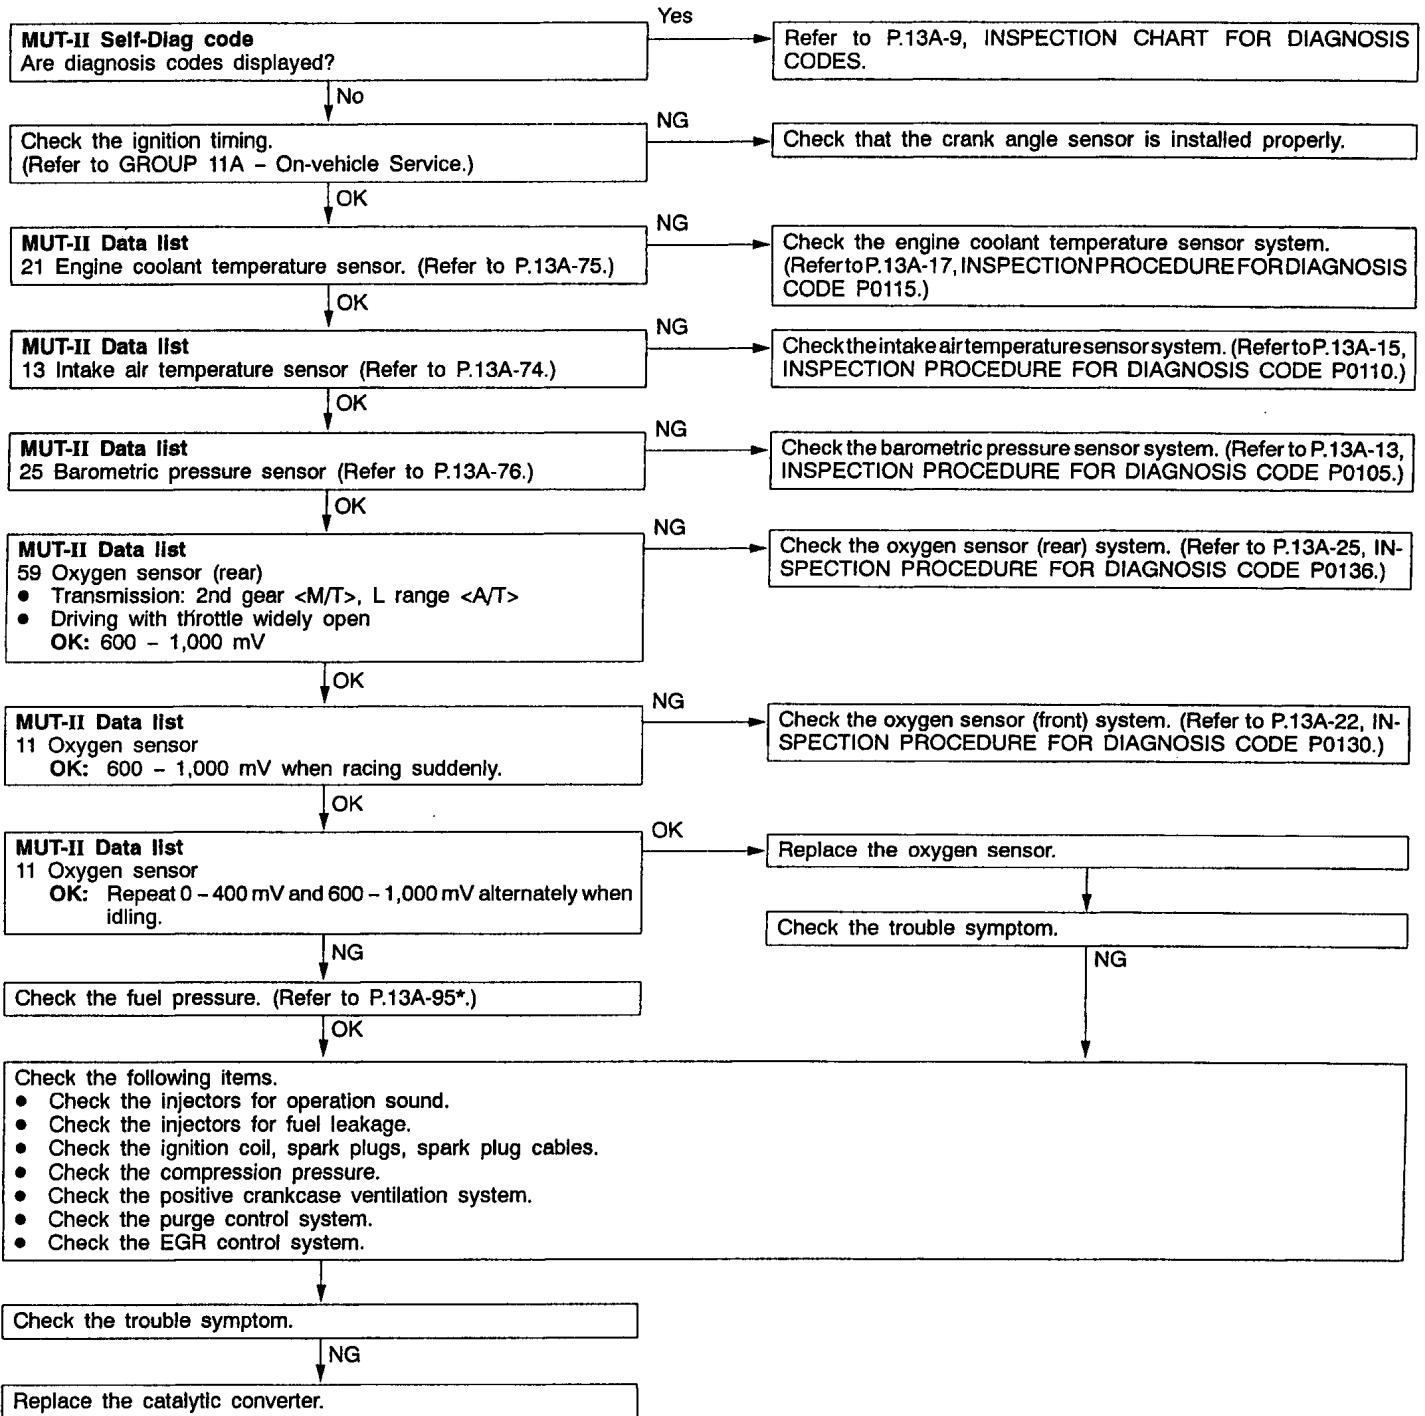 Yes
MUT-II Self-Diag code
Are diagnosis codes displayed?
Refer to P.13A-9, INSPECTION CHART FOR DIAGNOSIS
CODES.
No
Check the ignition timing.
(Refer to GROUP 11A – On-vehicle Service.)
NG
Check that the crank angle sensor is installed properly.
OK
MUT-II Data list
21 Engine coolant temperature sensor. (Refer to P.13A-75.)
NG
Check the engine coolant temperature sensor system.
(Refer to P.13A-17, INSPECTION PROCEDURE FOR DIAGNOSIS
CODE P0115.)
OK
MUT-II Data list
13 Intake air temperature sensor (Refer to P.13A-74.)
NG
Check the intake air temperature sensor system. (Refer to P.13A-15,
INSPECTION PROCEDURE FOR DIAGNOSIS CODE P0110.)
OK
MUT-II Data list
25 Barometric pressure sensor (Refer to P.13A-76.)
NG
Check the barometric pressure sensor system. (Refer to P.13A-13,
INSPECTION PROCEDURE FOR DIAGNOSIS CODE P0105.)
OK
MUT-II Data list
59 Oxygen sensor (rear)
● Transmission: 2nd gear <M/T>, L range <A/T>
● Driving with throttle widely open
OK: 600 – 1,000 mV
NG
Check the oxygen sensor (rear) system. (Refer to P.13A-25, IN-
SPECTION PROCEDURE FOR DIAGNOSIS CODE P0136.)
OK
MUT-II Data list
11 Oxygen sensor
OK: 600 – 1,000 mV when racing suddenly.
NG
Check the oxygen sensor (front) system. (Refer to P.13A-22, IN-
SPECTION PROCEDURE FOR DIAGNOSIS CODE P0130.)
OK
MUT-II Data list
11 Oxygen sensor
OK: Repeat 0 – 400 mV and 600 – 1,000 mV alternately when
idling.
OK
Replace the oxygen sensor.
Check the trouble symptom.
NG
NG
Check the fuel pressure. (Refer to P.13A-95*.)
OK
Check the following items.
● Check the injectors for operation sound.
● Check the injectors for fuel leakage.
● Check the ignition coil, spark plugs, spark plug cables.
● Check the compression pressure.
● Check the positive crankcase ventilation system.
● Check the purge control system.
● Check the EGR control system.
Check the trouble symptom.
NG
Replace the catalytic converter.